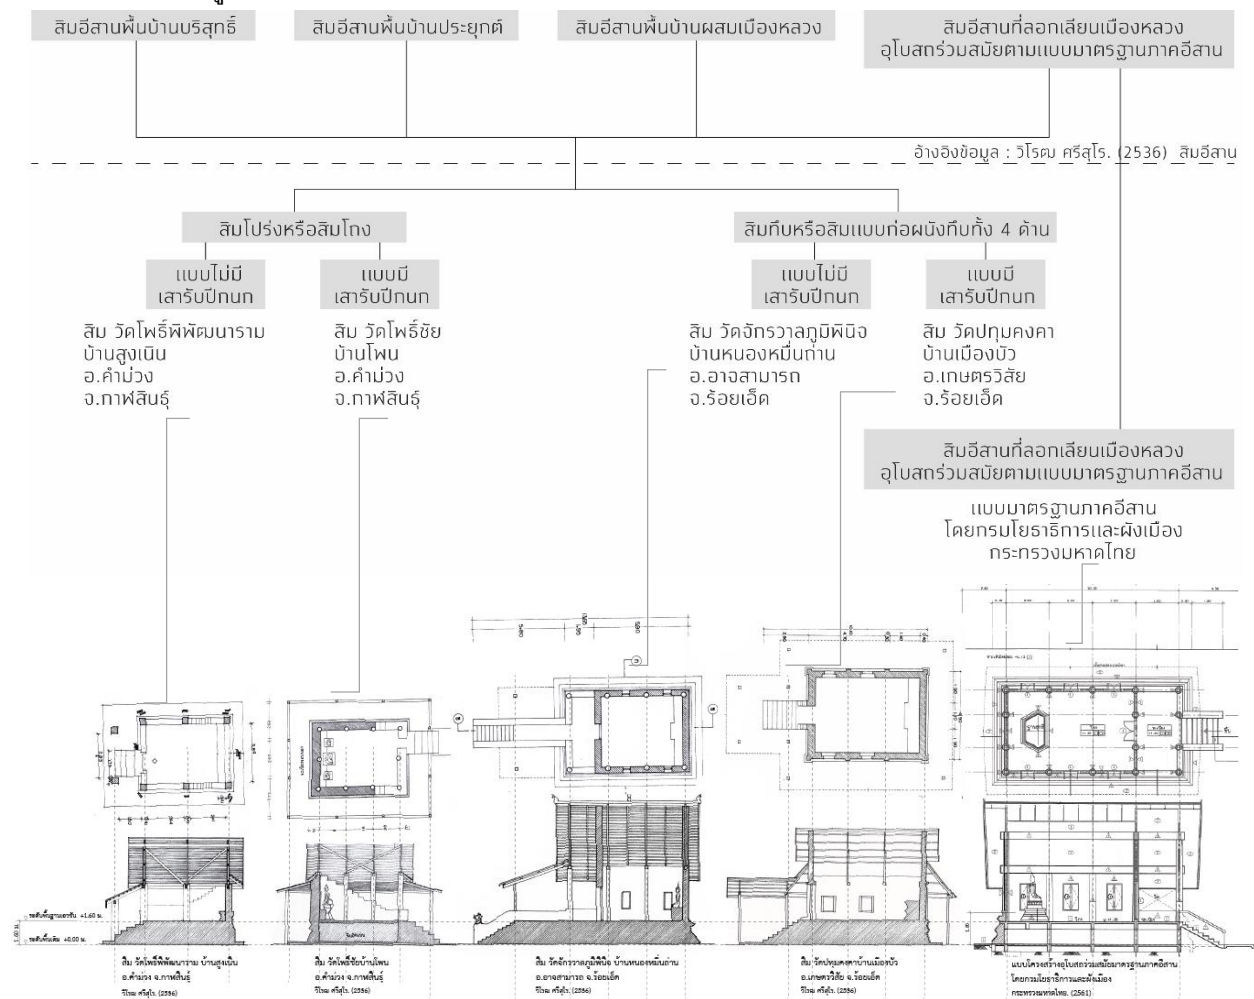 สิมอีสานพื้นบ้านบริสุทธิ์
สิมอีสานพื้นบ้านประยุกต์
สิมอีสานพื้นบ้านผสมเมืองหลวง
สิมอีสานที่ลอกเลียนเมืองหลวง
อุโบสถร่วมสมัยตามแบบมาตรฐานภาคอีสาน
อ้างอิงข้อมูล : วิโรฒ ศรีสุโร. (2536) สิมอีสาน
สิมโปร่งหรือสิมโถง
สิมทึบหรือสิมแบบก่อผนังทึบทั้ง 4 ด้าน
แบบไม่มี
เสารับปีกนก
แบบมี
เสารับปีกนก
แบบไม่มี
เสารับปีกนก
แบบมี
เสารับปีกนก
สิม วัดโพธิ์พิพัฒนาราม
บ้านสูงเนิน
อ.คำม่วง
จ.กาฬสินธุ์
สิม วัดโพธิ์ชัย
บ้านโพน
อ.คำม่วง
จ.กาฬสินธุ์
สิม วัดจักรวาลภูมิพินิจ
บ้านหนองหมื่นถ่าน
อ.อาจสามารถ
จ.ร้อยเอ็ด
สิม วัดปทุมคงคา
บ้านเมืองบัว
อ.เกษตรวิสัย
จ.ร้อยเอ็ด
สิมอีสานที่ลอกเลียนเมืองหลวง
อุโบสถร่วมสมัยตามแบบมาตรฐานภาคอีสาน
แบบมาตรฐานภาคอีสาน
โดยกรมโยธาธิการและผังเมือง
กระทรวงมหาดไทย
ระดับพื้นฐานเอวขัน +1.60 ม.
1.60 ม.
ระดับพื้นเดิม +0.00 ม.
สิม วัดโพธิ์พิพัฒนาราม บ้านสูงเนิน
อ.คำม่วง จ.กาฬสินธุ์
วิโรฒ ศรีสุโร. (2536)
สิม วัดโพธิ์ชัยบ้านโพน
อ.คำม่วง จ.กาฬสินธุ์
วิโรฒ ศรีสุโร. (2536)
สิม วัดจักรวาลภูมิพินิจ บ้านหนองหมื่นถ่าน
อ.อาจสามารถ จ.ร้อยเอ็ด
วิโรฒ ศรีสุโร. (2536)
สิม วัดปทุมคงคาบ้านเมืองบัว
อ.เกษตรวิสัย จ.ร้อยเอ็ด
วิโรฒ ศรีสุโร. (2536)
แบบโครงสร้างอุโบสถร่วมสมัยมาตรฐานภาคอีสาน
โดยกรมโยธาธิการและผังเมือง
กระทรวงมหาดไทย. (2561)